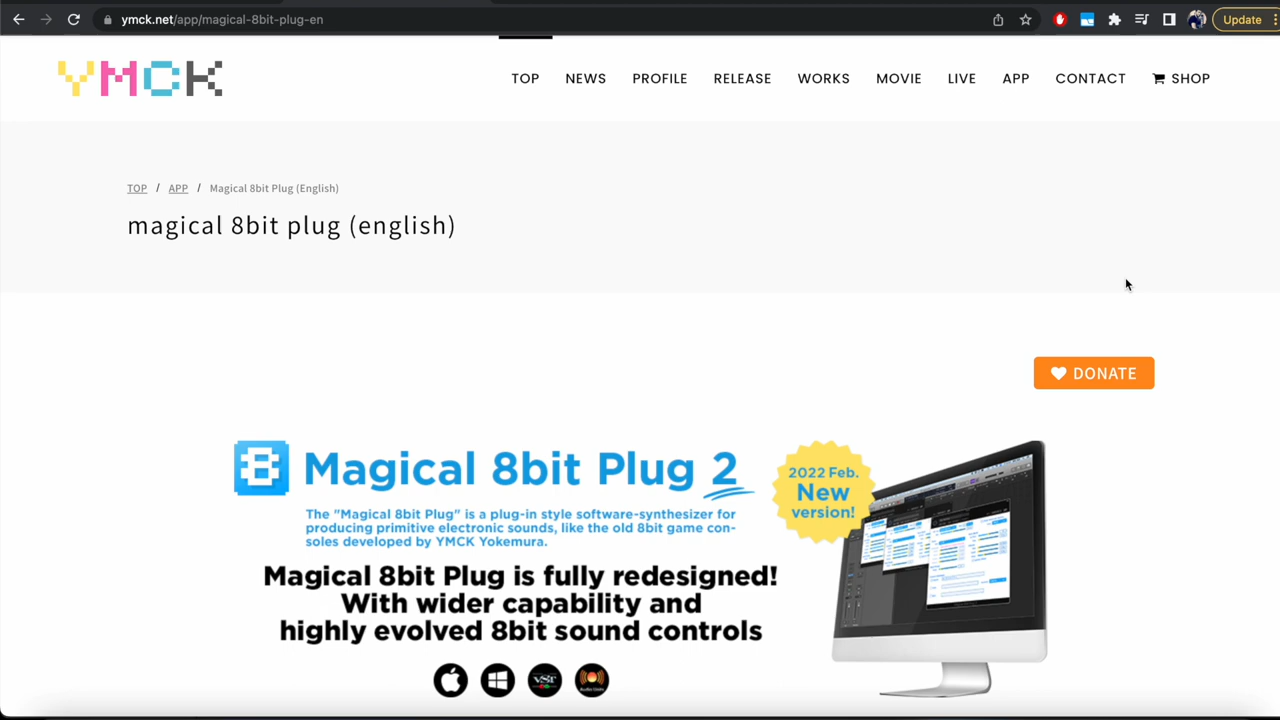 ymck.net/app/magical-8bit-plug-en
Update
YMCK
TOP NEWS PROFILE RELEASE WORKS MOVIE LIVE APP CONTACT SHOP
TOP / APP / Magical 8bit Plug (English)
magical 8bit plug (english)
DONATE
Magical 8bit Plug 2
The "Magical 8bit Plug" is a plug-in style software-synthesizer for
producing primitive electronic sounds, like the old 8bit game con-
soles developed by YMCK Yokemura.
2022 Feb.
New
version!
Magical 8bit Plug is fully redesigned!
With wider capability and
highly evolved 8bit sound controls
VST
Audio Units